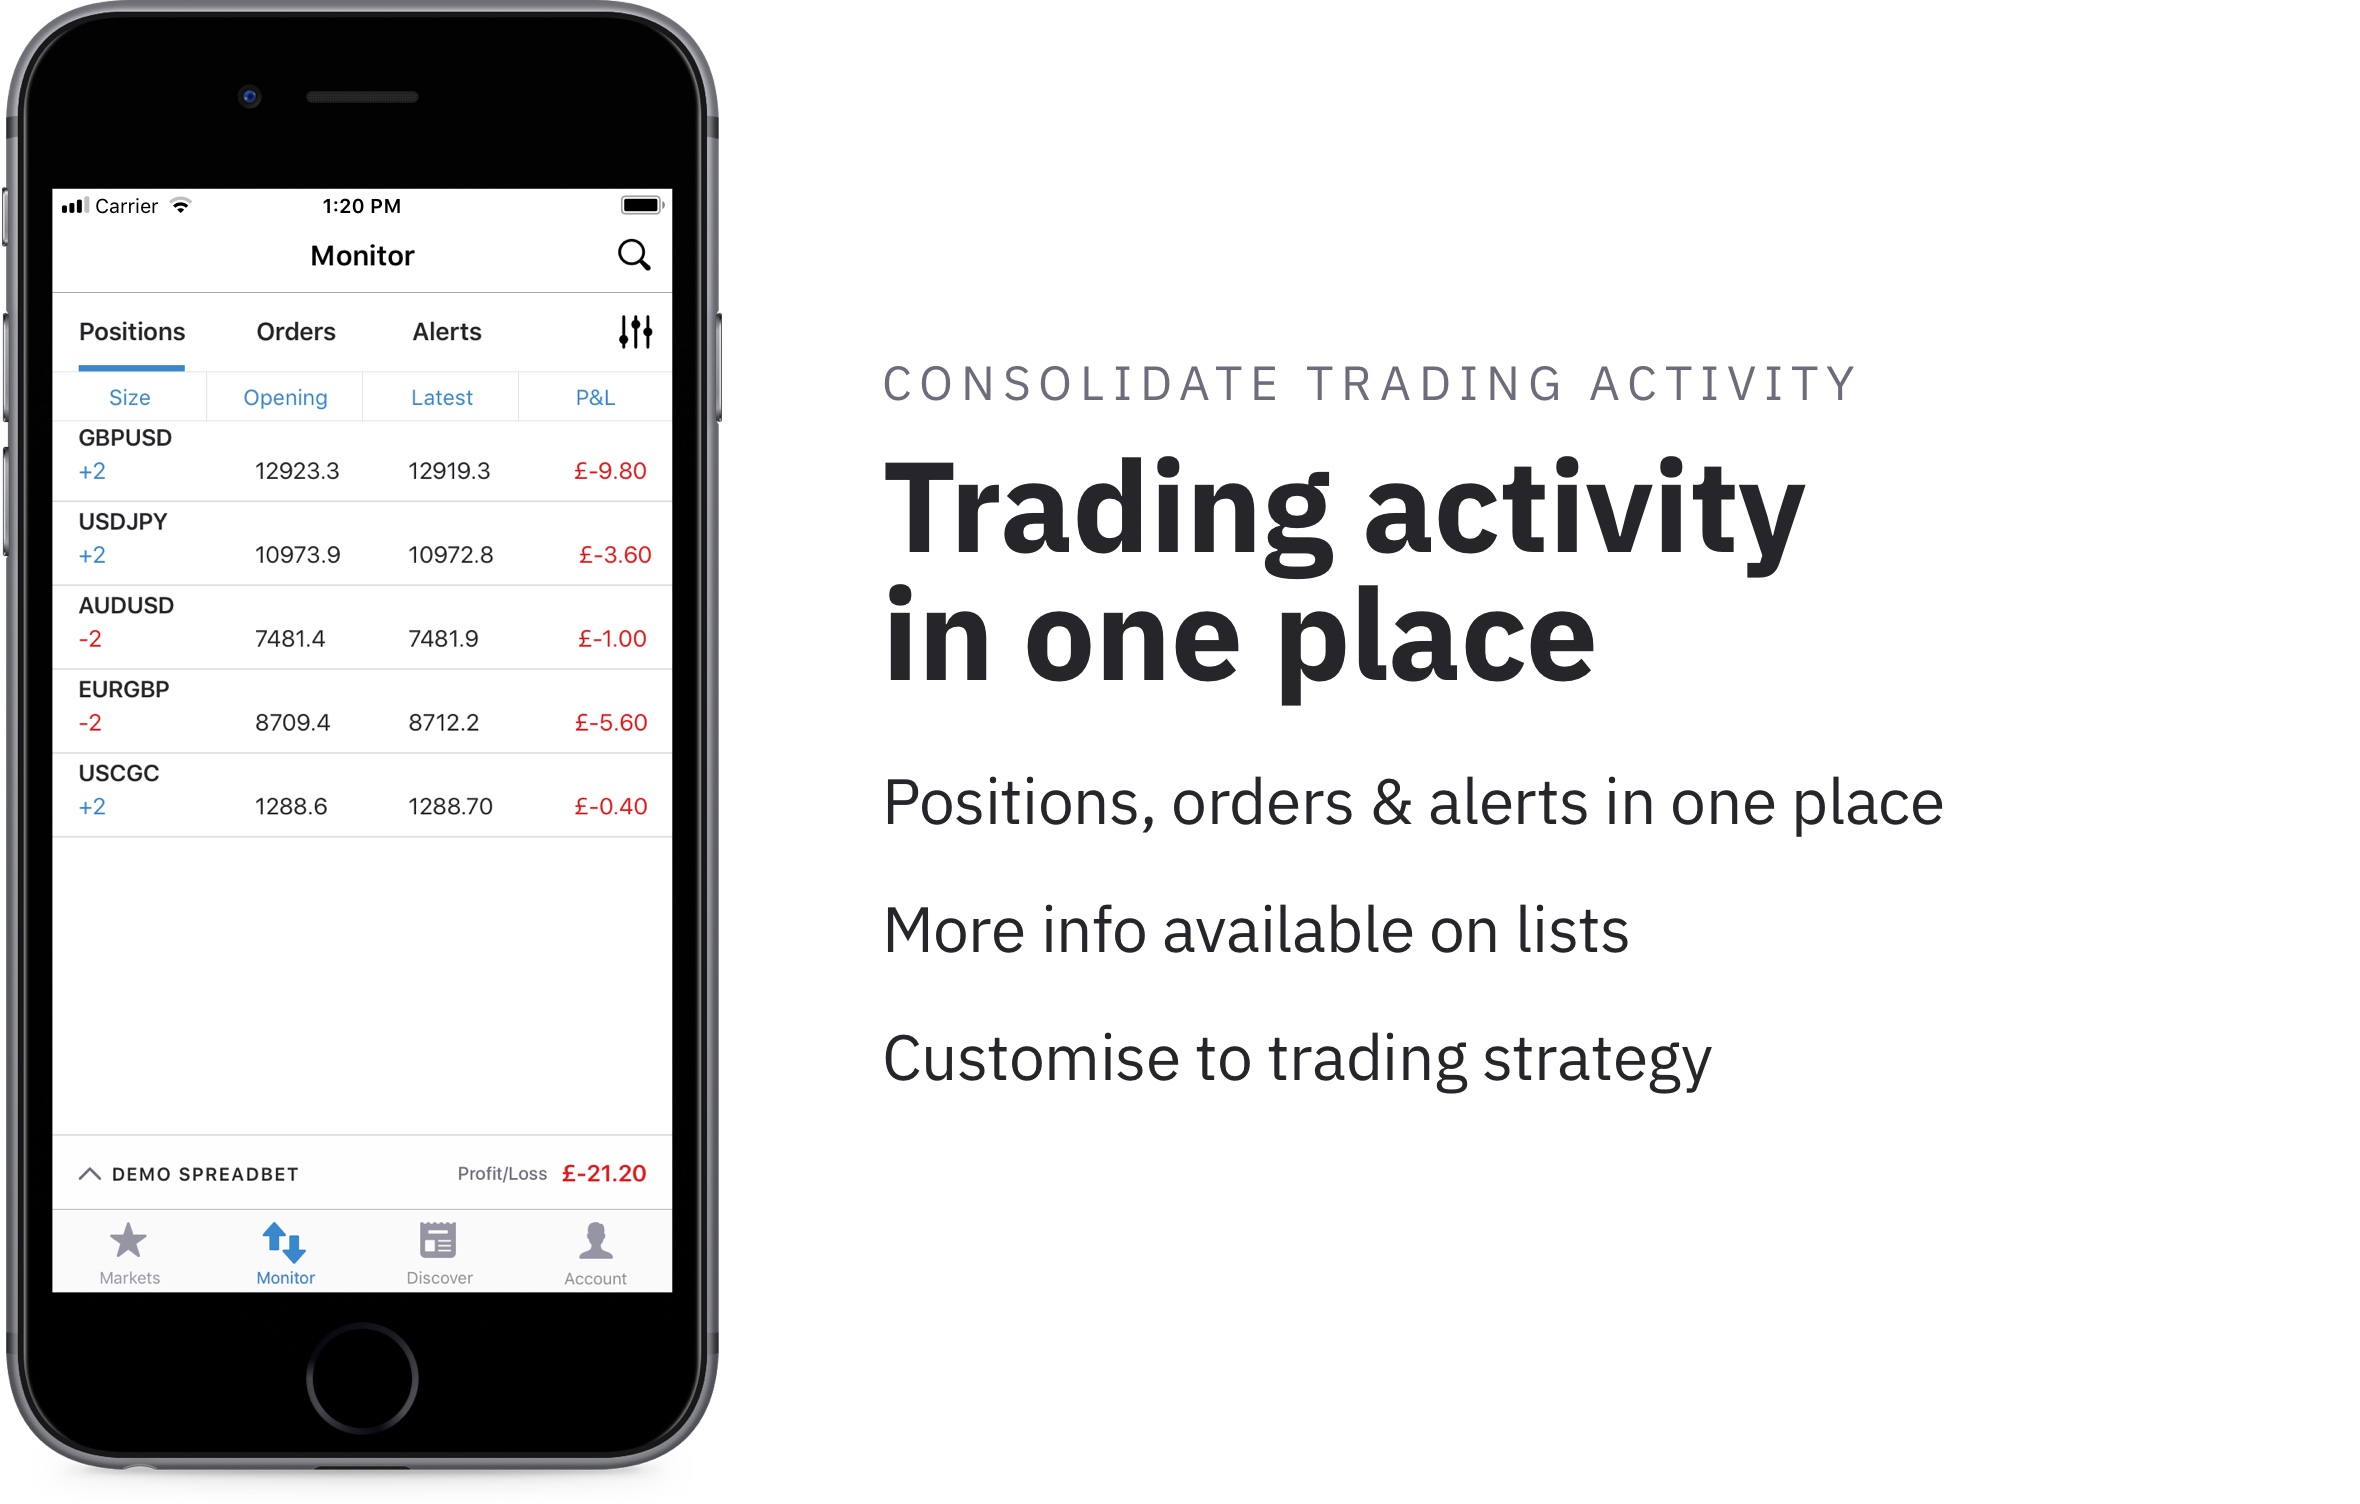 Carrier 1:20 PM
Monitor
Positions Orders Alerts
Size Opening Latest P&L
GBPUSD
+2 12923.3 12919.3 £-9.80
USDJPY
+2 10973.9 10972.8 £-3.60
AUDUSD
-2 7481.4 7481.9 £-1.00
EURGBP
-2 8709.4 8712.2 £-5.60
USCGC
+2 1288.6 1288.70 £-0.40
DEMO SPREADBET Profit/Loss £-21.20
Markets Monitor Discover Account
CONSOLIDATE TRADING ACTIVITY
Trading activity
in one place
Positions, orders & alerts in one place
More info available on lists
Customise to trading strategy